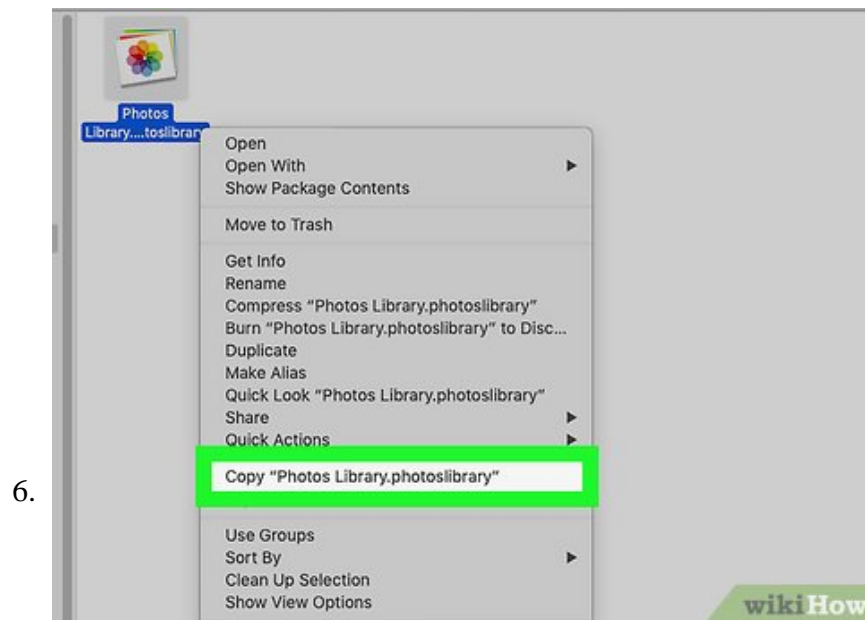 Photos
Library....toslibrary
Open
Open With
Show Package Contents
Move to Trash
Get Info
Rename
Compress “Photos Library.photoslibrary”
Burn “Photos Library.photoslibrary” to Disc...
Duplicate
Make Alias
Quick Look “Photos Library.photoslibrary”
Share
Quick Actions
Copy “Photos Library.photoslibrary”
6.
Use Groups
Sort By
Clean Up Selection
Show View Options
wikiHow